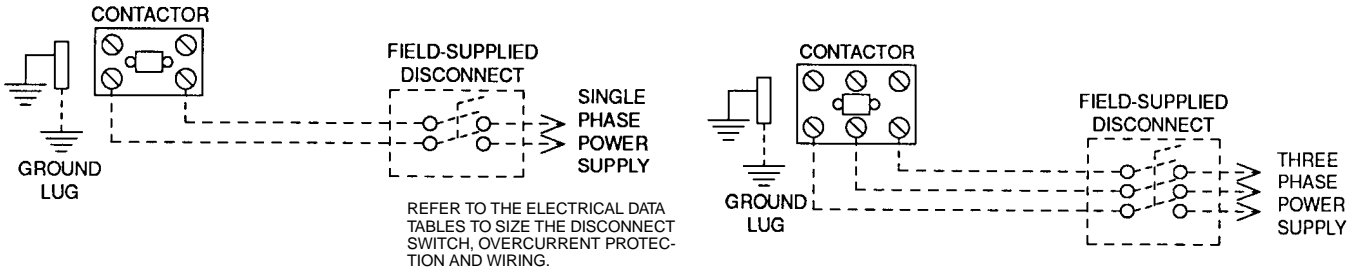 CONTACTOR
FIELD-SUPPLIED
DISCONNECT
SINGLE
PHASE
POWER
SUPPLY
GROUND
LUG
REFER TO THE ELECTRICAL DATA
TABLES TO SIZE THE DISCONNECT
SWITCH, OVERCURRENT PROTEC-
TION AND WIRING.
CONTACTOR
FIELD-SUPPLIED
DISCONNECT
THREE
PHASE
POWER
SUPPLY
GROUND
LUG